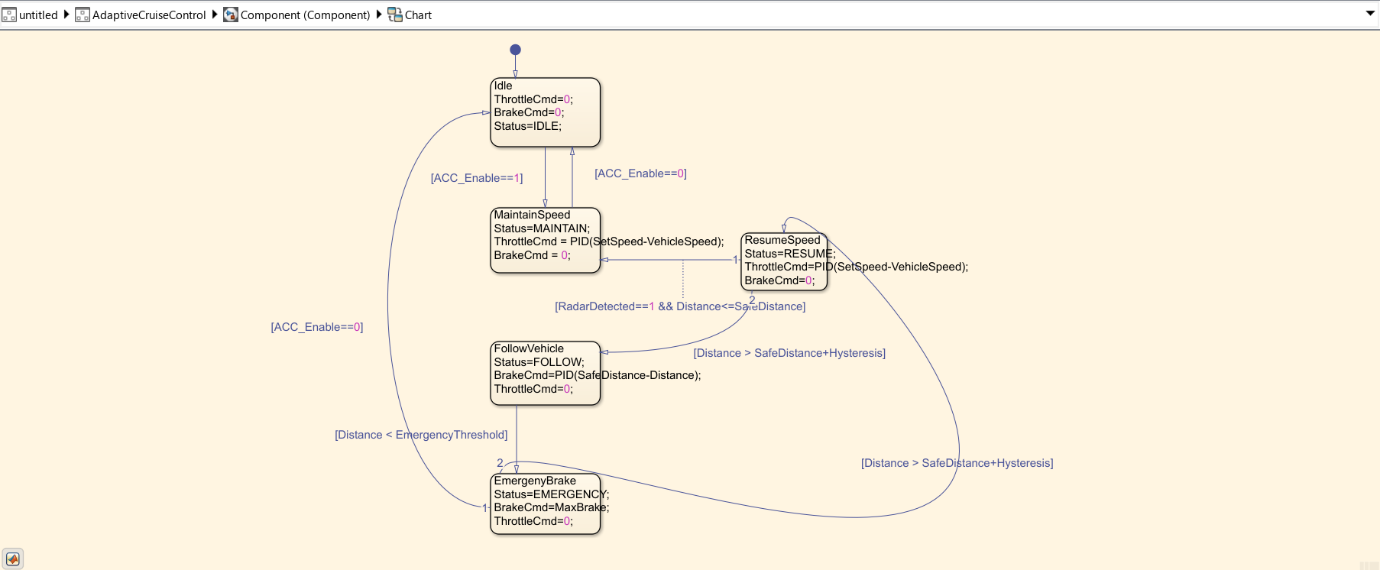 untitled AdaptiveCruiseControl Component (Component) Chart
Idle
ThrottleCmd=0;
BrakeCmd=0;
Status=IDLE;
[ACC_Enable==1]
[ACC_Enable==0]
MaintainSpeed
Status=MAINTAIN;
ThrottleCmd = PID(SetSpeed-VehicleSpeed);
BrakeCmd = 0;
1
ResumeSpeed
Status=RESUME;
ThrottleCmd=PID(SetSpeed-VehicleSpeed);
BrakeCmd=0;
2
[RadarDetected==1 && Distance<=SafeDistance]
[ACC_Enable==0]
FollowVehicle
Status=FOLLOW;
BrakeCmd=PID(SafeDistance-Distance);
ThrottleCmd=0;
[Distance > SafeDistance+Hysteresis]
[Distance < EmergencyThreshold]
2
[Distance > SafeDistance+Hysteresis]
EmergenyBrake
Status=EMERGENCY;
BrakeCmd=MaxBrake;
ThrottleCmd=0;
1